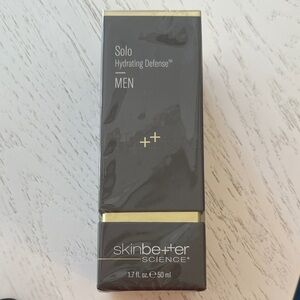 Solo
Hydrating Defense™
MEN
++
skinbetter
SCIENCE®
1.7 fl. oz. ℮ 50 ml